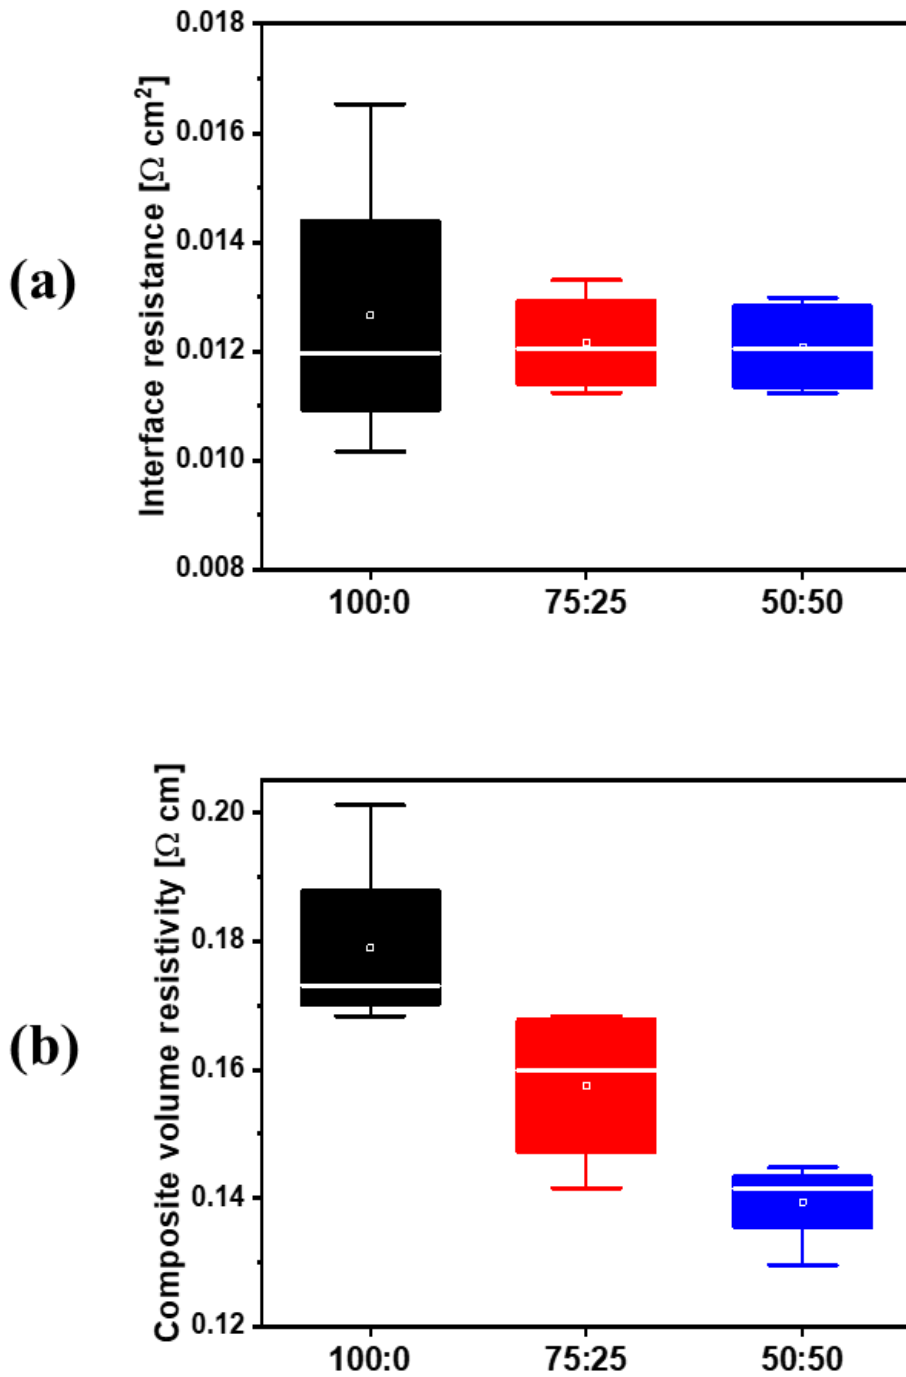 (a)
Interface resistance [Ω cm²]
0.018
0.016
0.014
0.012
0.010
0.008
100:0 75:25 50:50
(b)
Composite volume resistivity [Ω cm]
0.20
0.18
0.16
0.14
0.12
100:0 75:25 50:50